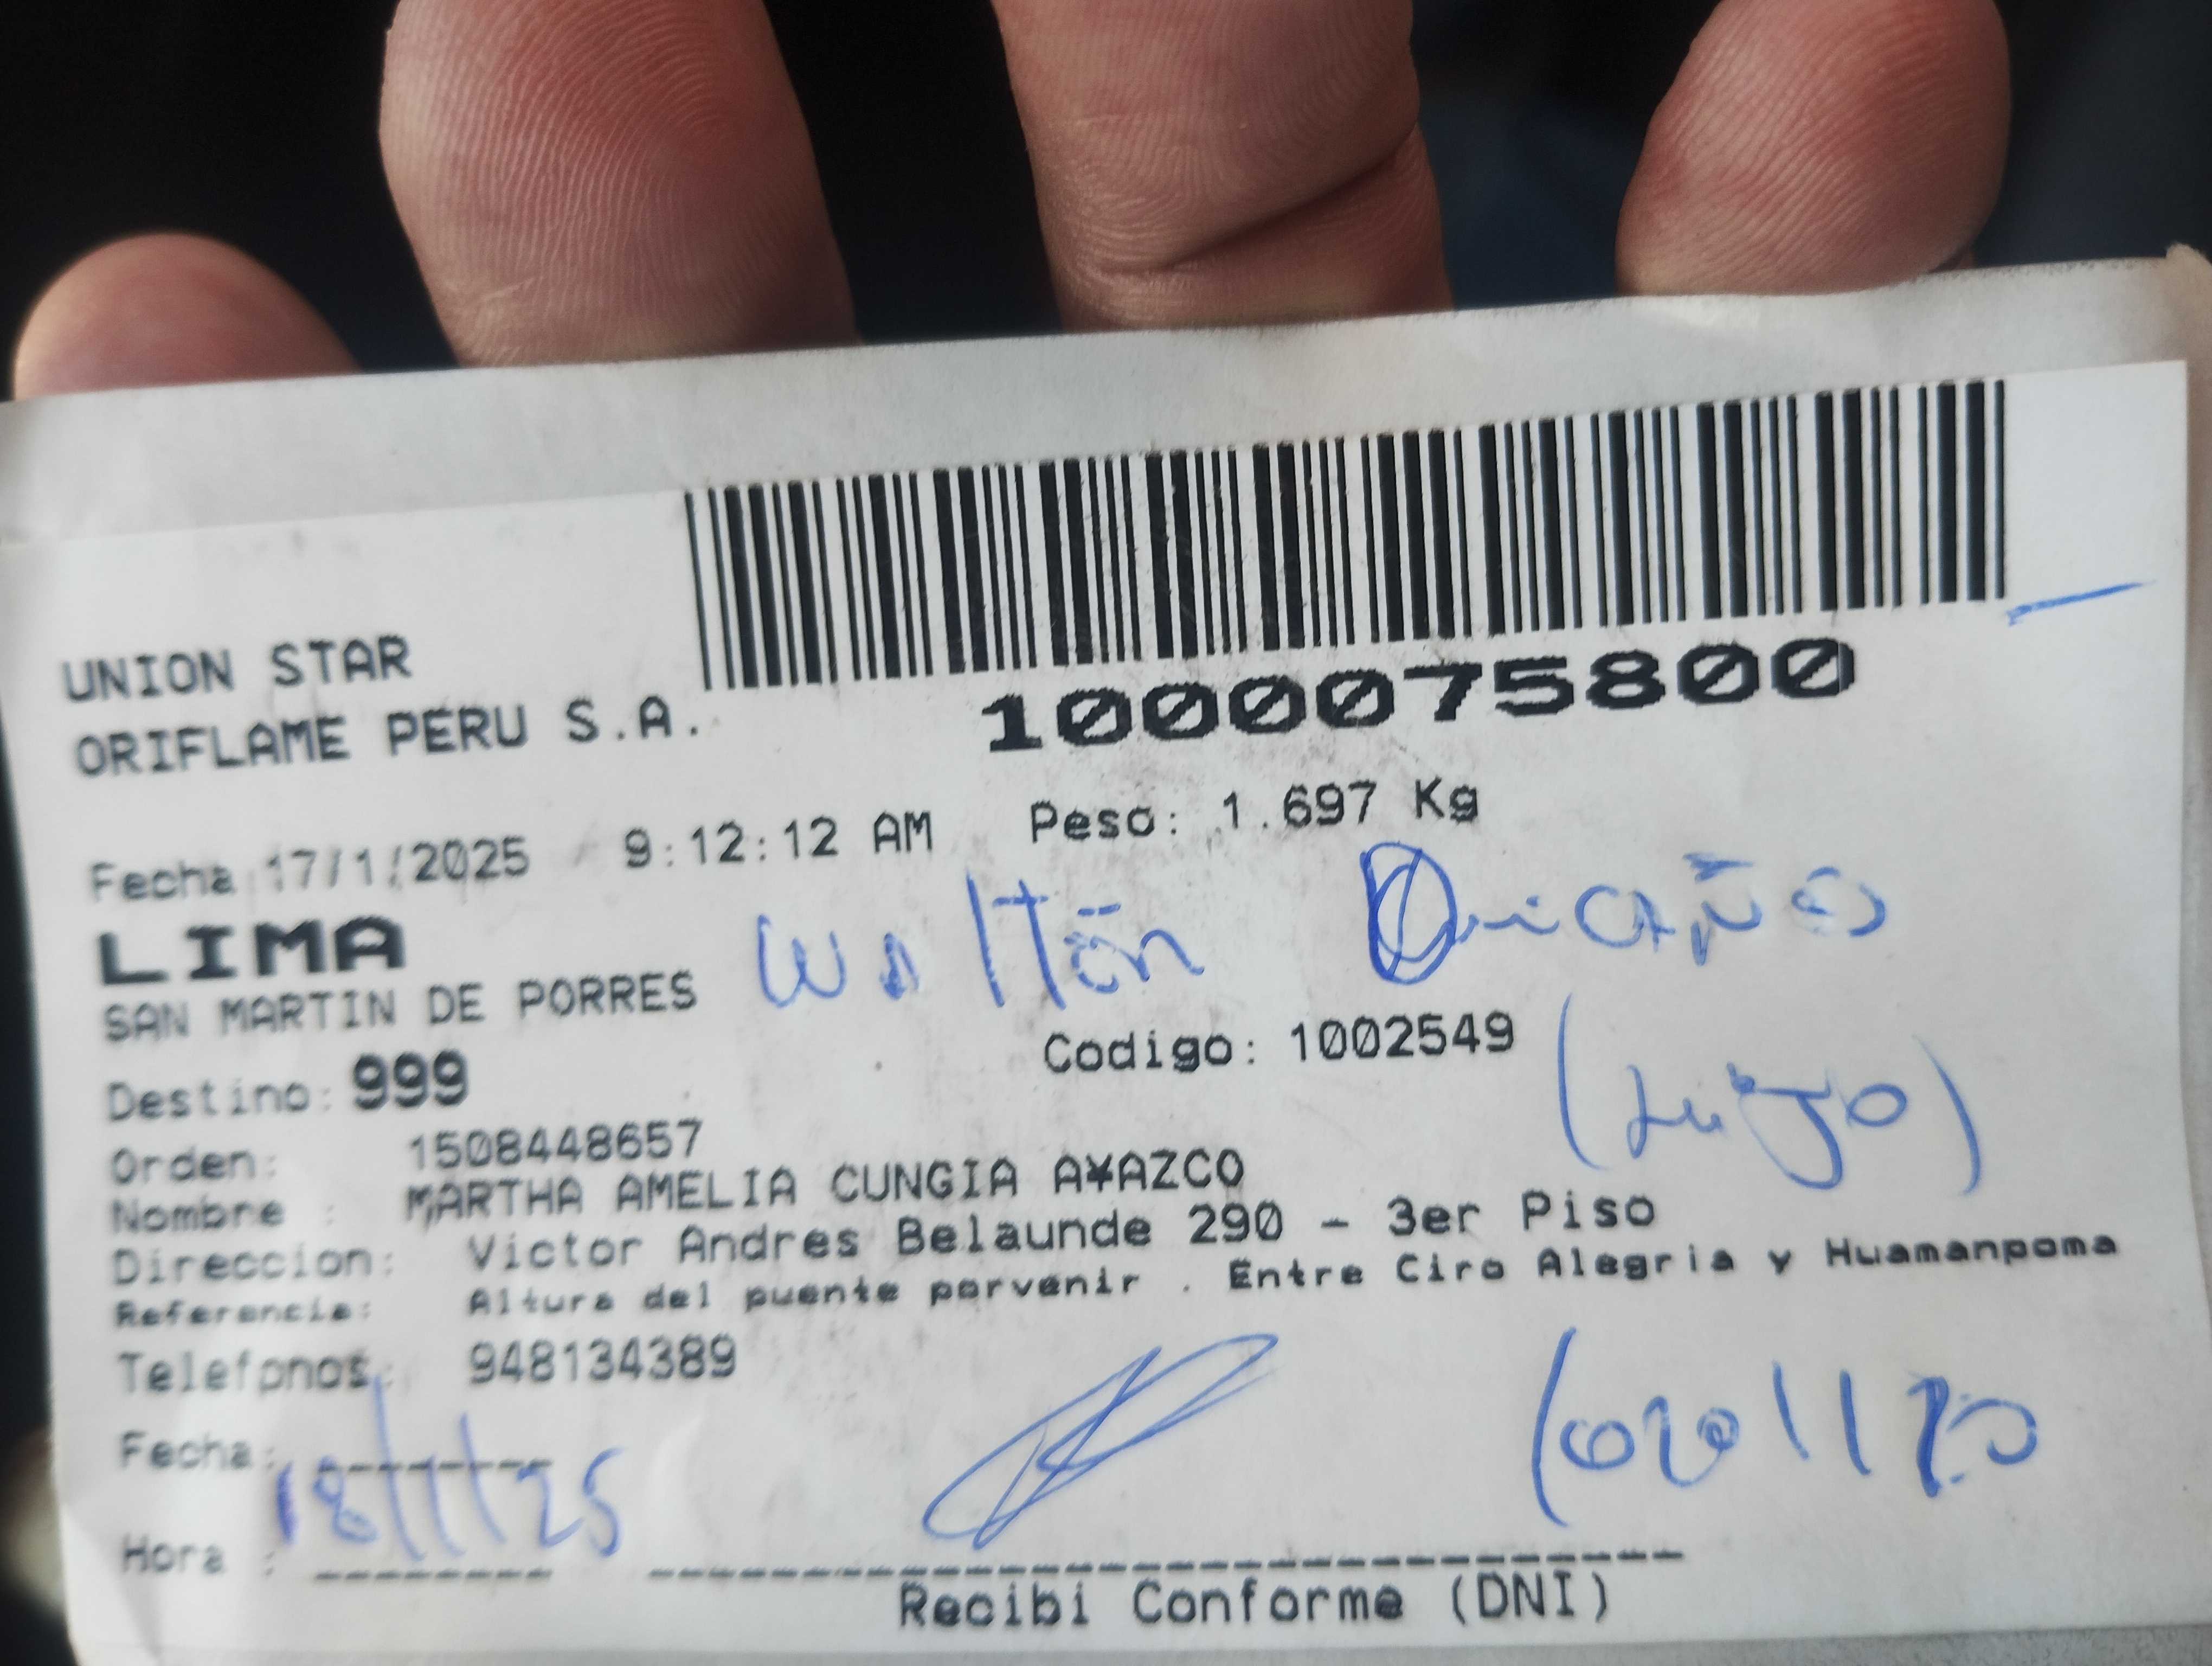 UNION STAR
ORIFLAME PERU S.A.
1000075800
Fecha 17/1/2025 9:12:12 AM Peso: 1.697 Kg
LIMA
SAN MARTIN DE PORRES
Destino: 999
Codigo: 1002549
Orden: 1508448657
Nombre : MARTHA AMELIA CUNGIA A¥AZCO
Direccion: Victor Andres Belaunde 290 - 3er Piso
Referencia: Altura del puente porvenir . Entre Ciro Alegria y Huamanpoma
Telefonos: 948134389
Fecha: 18/1/25
Hora :
Recibi Conforme (DNI)